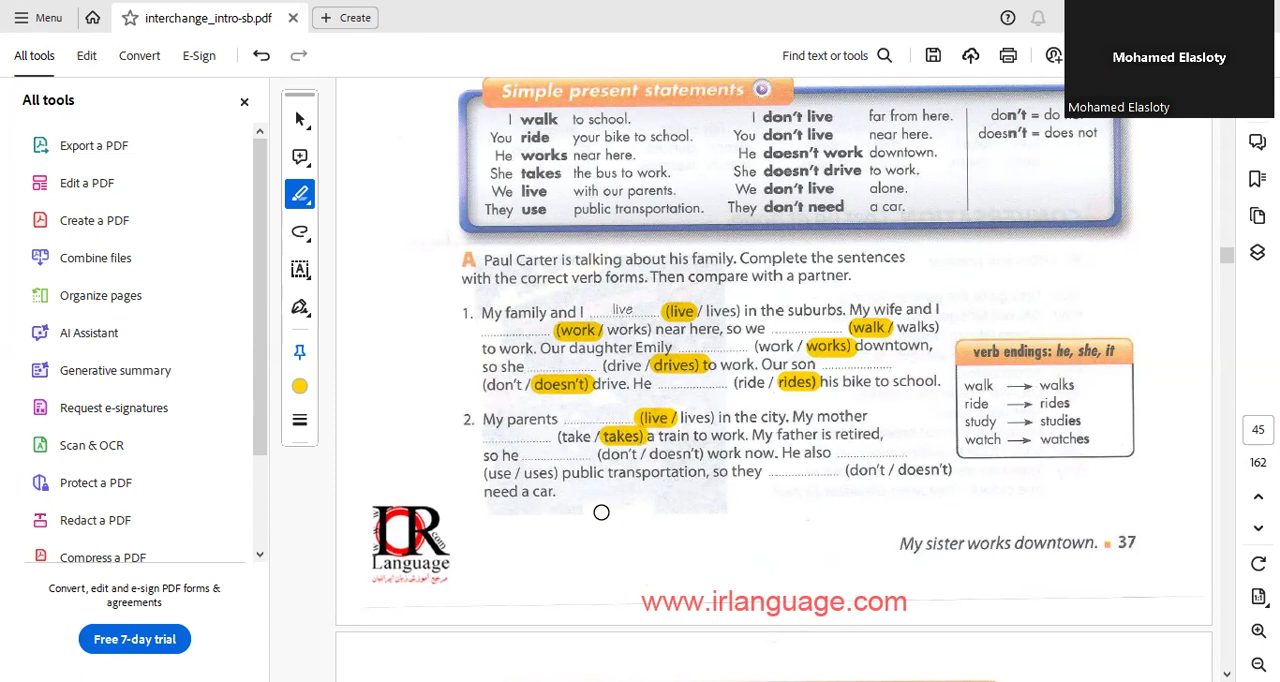 Menu
interchange_intro-sb.pdf
Create
All tools
Edit
Convert
E-Sign
Find text or tools
Mohamed Elasloty
Mohamed Elasloty
All tools
Export a PDF
Edit a PDF
Create a PDF
Combine files
Organize pages
AI Assistant
Generative summary
Request e-signatures
Scan & OCR
Protect a PDF
Redact a PDF
Compress a PDF
Convert, edit and e-sign PDF forms &
agreements
Free 7-day trial
Simple present statements
I walk to school. I don't live far from here. don't = do
You ride your bike to school. You don't live near here. doesn't = does not
He works near here. He doesn't work downtown.
She takes the bus to work. She doesn't drive to work.
We live with our parents. We don't live alone.
They use public transportation. They don't need a car.
A Paul Carter is talking about his family. Complete the sentences
with the correct verb forms. Then compare with a partner.
1. My family and I live (live / lives) in the suburbs. My wife and I
(work / works) near here, so we (walk / walks)
to work. Our daughter Emily (work / works) downtown,
so she (drive / drives) to work. Our son
(don't / doesn't) drive. He (ride / rides) his bike to school.
2. My parents (live / lives) in the city. My mother
(take / takes) a train to work. My father is retired,
so he (don't / doesn't) work now. He also
(use / uses) public transportation, so they (don't / doesn't)
need a car.
verb endings: he, she, it
walk → walks
ride → rides
study → studies
watch → watches
IR
Language
.com
My sister works downtown. ▪ 37
www.irlanguage.com
45
162